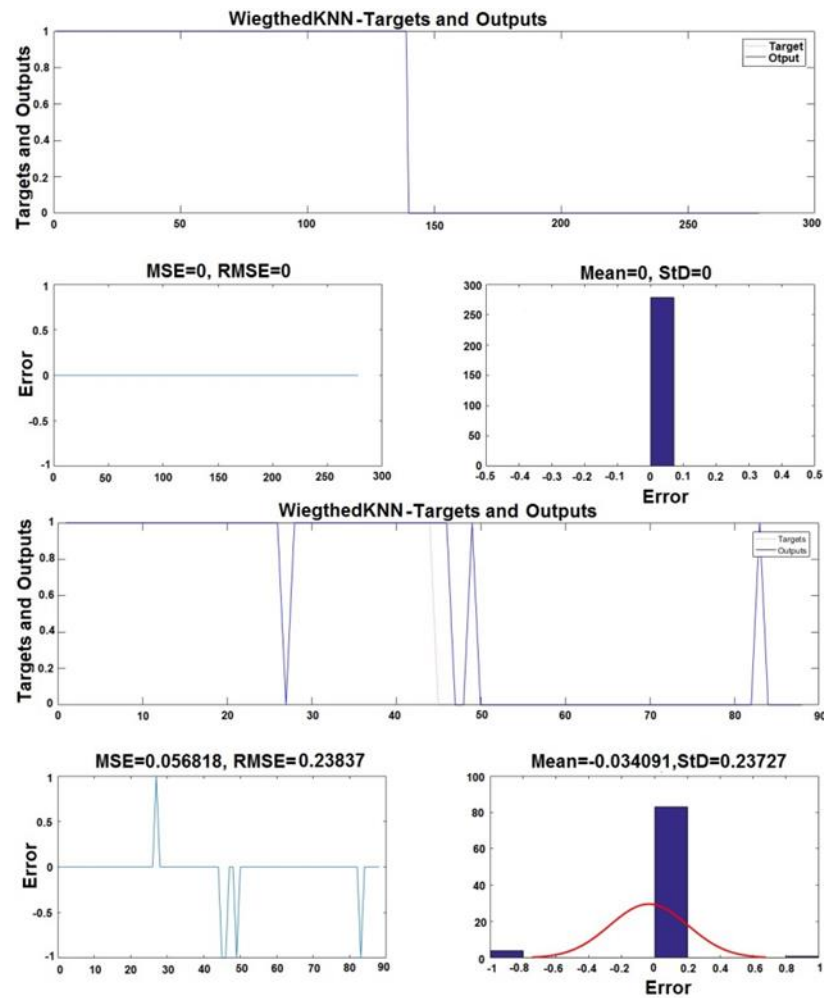 WiegthedKNN-Targets and Outputs
Targets and Outputs
1
0.8
0.6
0.4
0.2
0
Target
Otput
0 50 100 150 200 250 300
MSE=0, RMSE=0
Error
1
0.5
0
-0.5
-1
0 50 100 150 200 250 300
Mean=0, StD=0
300
300
250
200
150
100
50
0
-0.5 -0.4 -0.3 -0.2 -0.1 0 0.1 0.2 0.3 0.4 0.5
Error
WiegthedKNN-Targets and Outputs
Targets and Outputs
1
0.8
0.6
0.4
0.2
0
Targets
Outputs
0 10 20 30 40 50 60 70 80 90
MSE=0.056818, RMSE=0.23837
Error
1
0.5
0
-0.5
-1
0 10 20 30 40 50 60 70 80 90
Mean=-0.034091,StD=0.23727
100
80
60
40
20
0
-1 -0.8 -0.6 -0.4 -0.2 0 0.2 0.4 0.6 0.8 1
Error